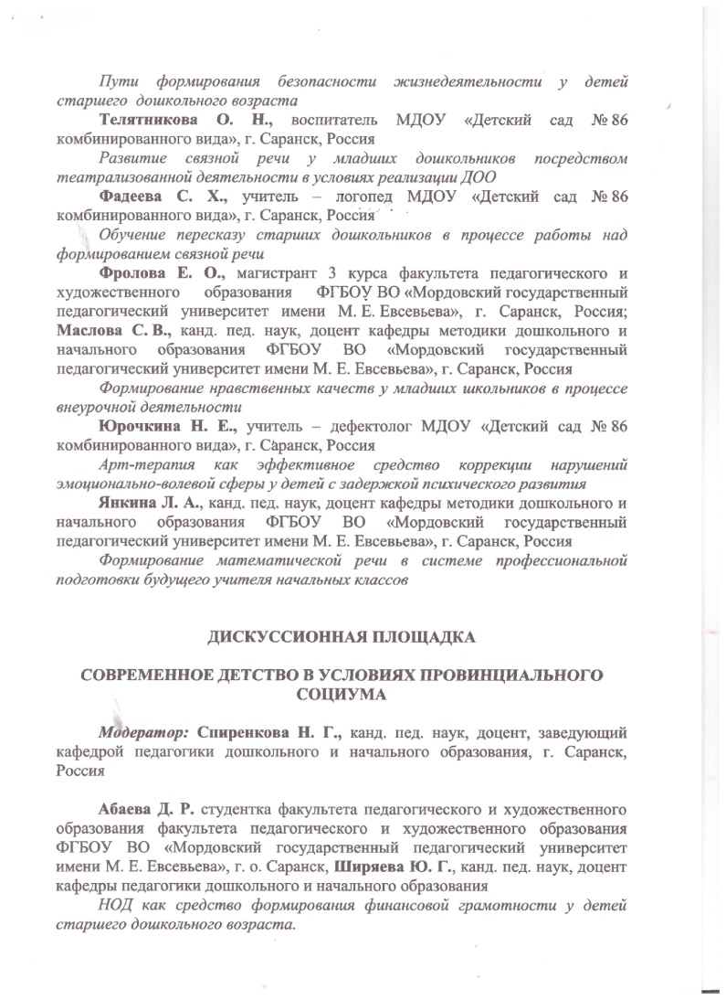 Пути формирования безопасности жизнедеятельности у детей
старшего дошкольного возраста
Телятникова О. Н., воспитатель МДОУ «Детский сад № 86
комбинированного вида», г. Саранск, Россия
Развитие связной речи у младших дошкольников посредством
театрализованной деятельности в условиях реализации ДОО
Фадеева С. Х., учитель – логопед МДОУ «Детский сад № 86
комбинированного вида», г. Саранск, Россия
Обучение пересказу старших дошкольников в процессе работы над
формированием связной речи
Фролова Е. О., магистрант 3 курса факультета педагогического и
художественного образования ФГБОУ ВО «Мордовский государственный
педагогический университет имени М. Е. Евсевьева», г. Саранск, Россия;
Маслова С. В., канд. пед. наук, доцент кафедры методики дошкольного и
начального образования ФГБОУ ВО «Мордовский государственный
педагогический университет имени М. Е. Евсевьева», г. Саранск, Россия
Формирование нравственных качеств у младших школьников в процессе
внеурочной деятельности
Юрочкина Н. Е., учитель – дефектолог МДОУ «Детский сад № 86
комбинированного вида», г. Саранск, Россия
Арт-терапия как эффективное средство коррекции нарушений
эмоционально-волевой сферы у детей с задержкой психического развития
Янкина Л. А., канд. пед. наук, доцент кафедры методики дошкольного и
начального образования ФГБОУ ВО «Мордовский государственный
педагогический университет имени М. Е. Евсевьева», г. Саранск, Россия
Формирование математической речи в системе профессиональной
подготовки будущего учителя начальных классов
ДИСКУССИОННАЯ ПЛОЩАДКА
СОВРЕМЕННОЕ ДЕТСТВО В УСЛОВИЯХ ПРОВИНЦИАЛЬНОГО
СОЦИУМА
Модератор: Спиренкова Н. Г., канд. пед. наук, доцент, заведующий
кафедрой педагогики дошкольного и начального образования, г. Саранск,
Россия
Абаева Д. Р. студентка факультета педагогического и художественного
образования факультета педагогического и художественного образования
ФГБОУ ВО «Мордовский государственный педагогический университет
имени М. Е. Евсевьева», г. о. Саранск, Ширяева Ю. Г., канд. пед. наук, доцент
кафедры педагогики дошкольного и начального образования
НОД как средство формирования финансовой грамотности у детей
старшего дошкольного возраста.